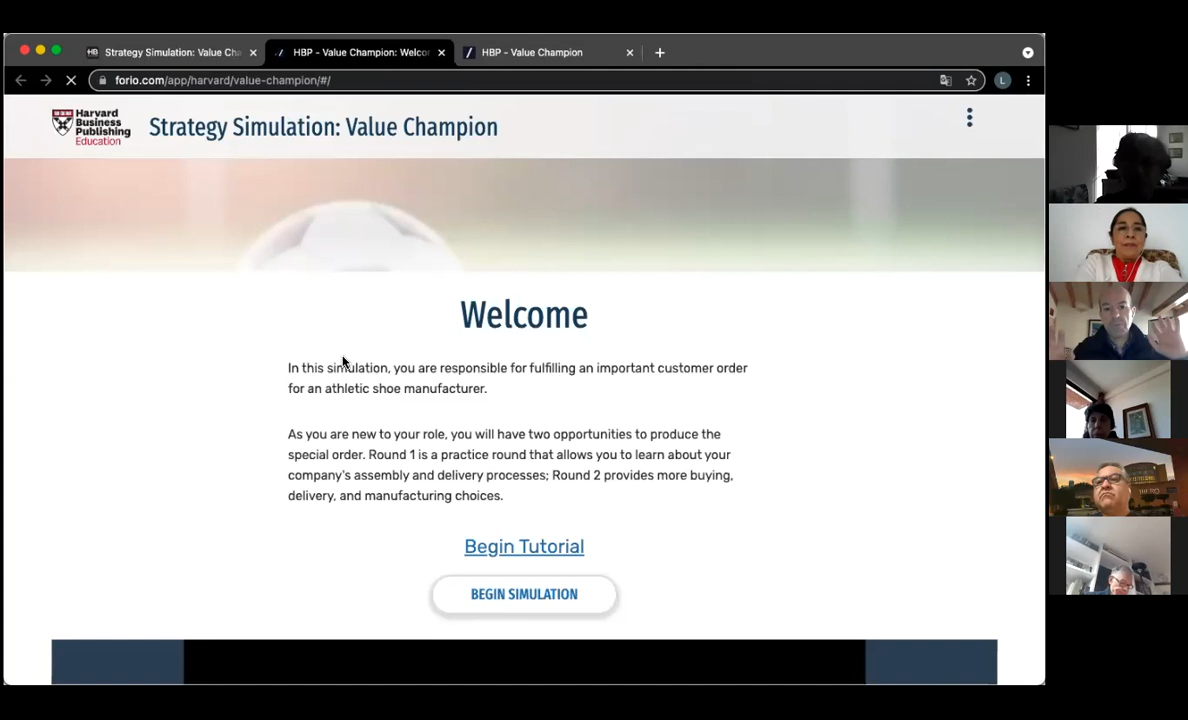 Strategy Simulation: Value Cha
HBP - Value Champion: Welco
HBP - Value Champion
forio.com/app/harvard/value-champion/#/
L
Harvard
Business
Publishing
Education
Strategy Simulation: Value Champion
Welcome
In this simulation, you are responsible for fulfilling an important customer order
for an athletic shoe manufacturer.
As you are new to your role, you will have two opportunities to produce the
special order. Round 1 is a practice round that allows you to learn about your
company's assembly and delivery processes; Round 2 provides more buying,
delivery, and manufacturing choices.
Begin Tutorial
BEGIN SIMULATION